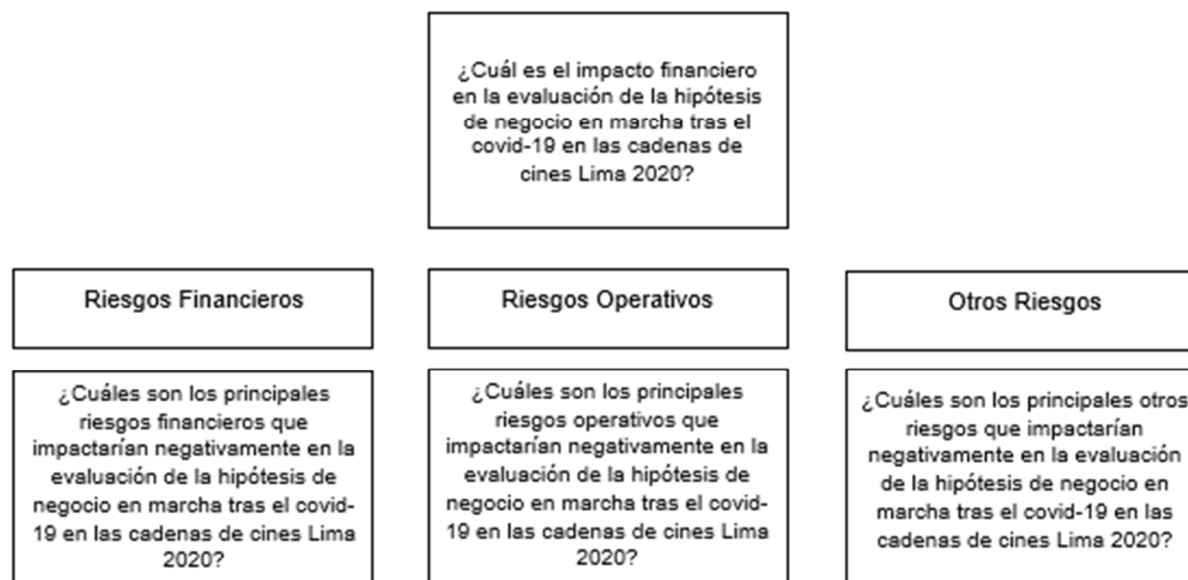 ¿Cuál es el impacto financiero
en la evaluación de la hipótesis
de negocio en marcha tras el
covid-19 en las cadenas de
cines Lima 2020?
Riesgos Financieros
Riesgos Operativos
Otros Riesgos
¿Cuáles son los principales
riesgos financieros que
impactarían negativamente en la
evaluación de la hipótesis de
negocio en marcha tras el covid-
19 en las cadenas de cines Lima
2020?
¿Cuáles son los principales
riesgos operativos que
impactarían negativamente en la
evaluación de la hipótesis de
negocio en marcha tras el covid-
19 en las cadenas de cines Lima
2020?
¿Cuáles son los principales otros
riesgos que impactarían
negativamente en la evaluación
de la hipótesis de negocio en
marcha tras el covid-19 en las
cadenas de cines Lima 2020?